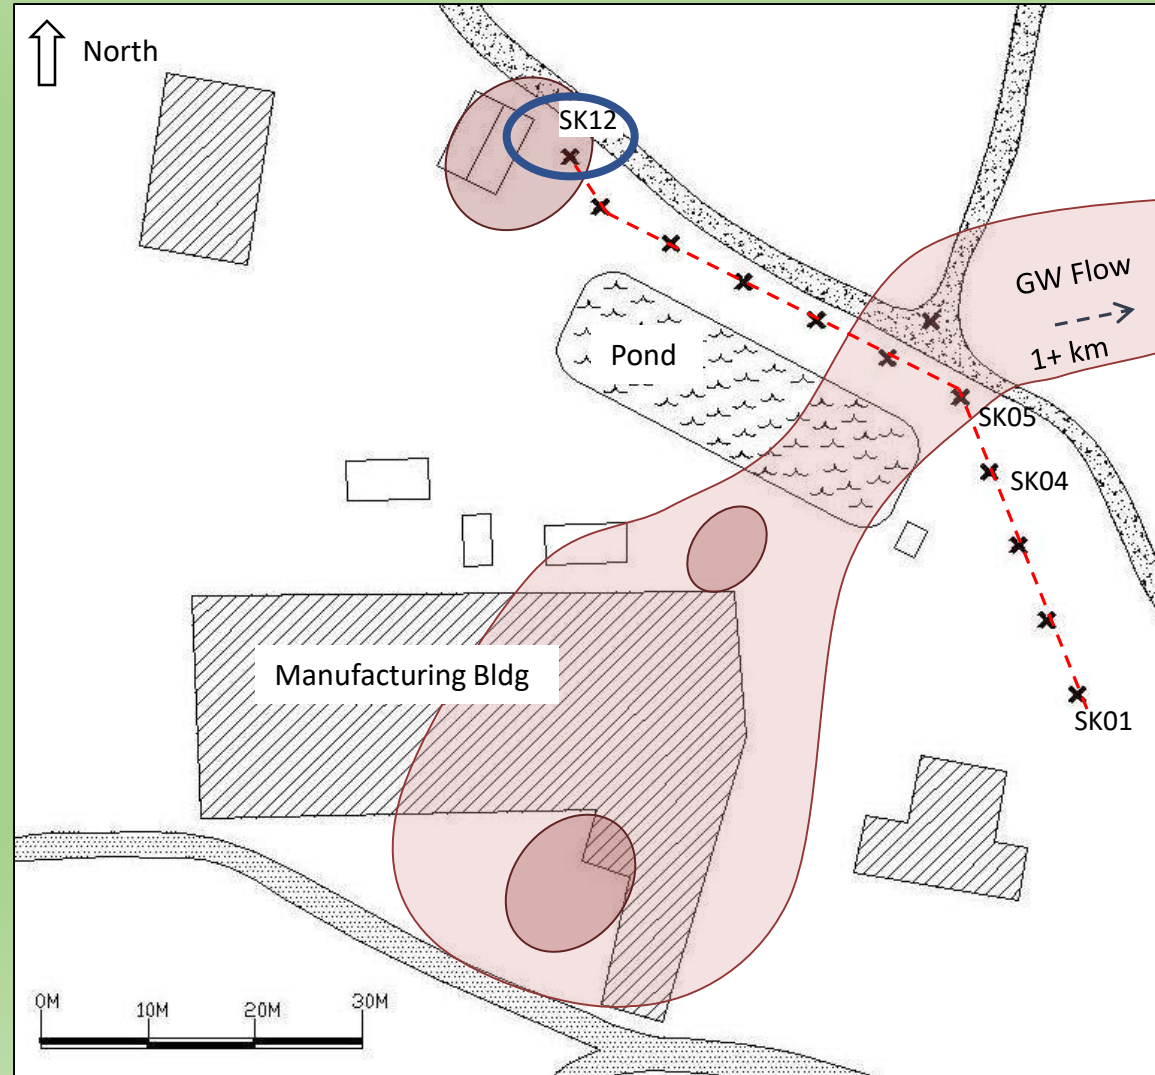 North
SK12
GW Flow
1+ km
Pond
SK05
SK04
Manufacturing Bldg
SK01
0M 10M 20M 30M